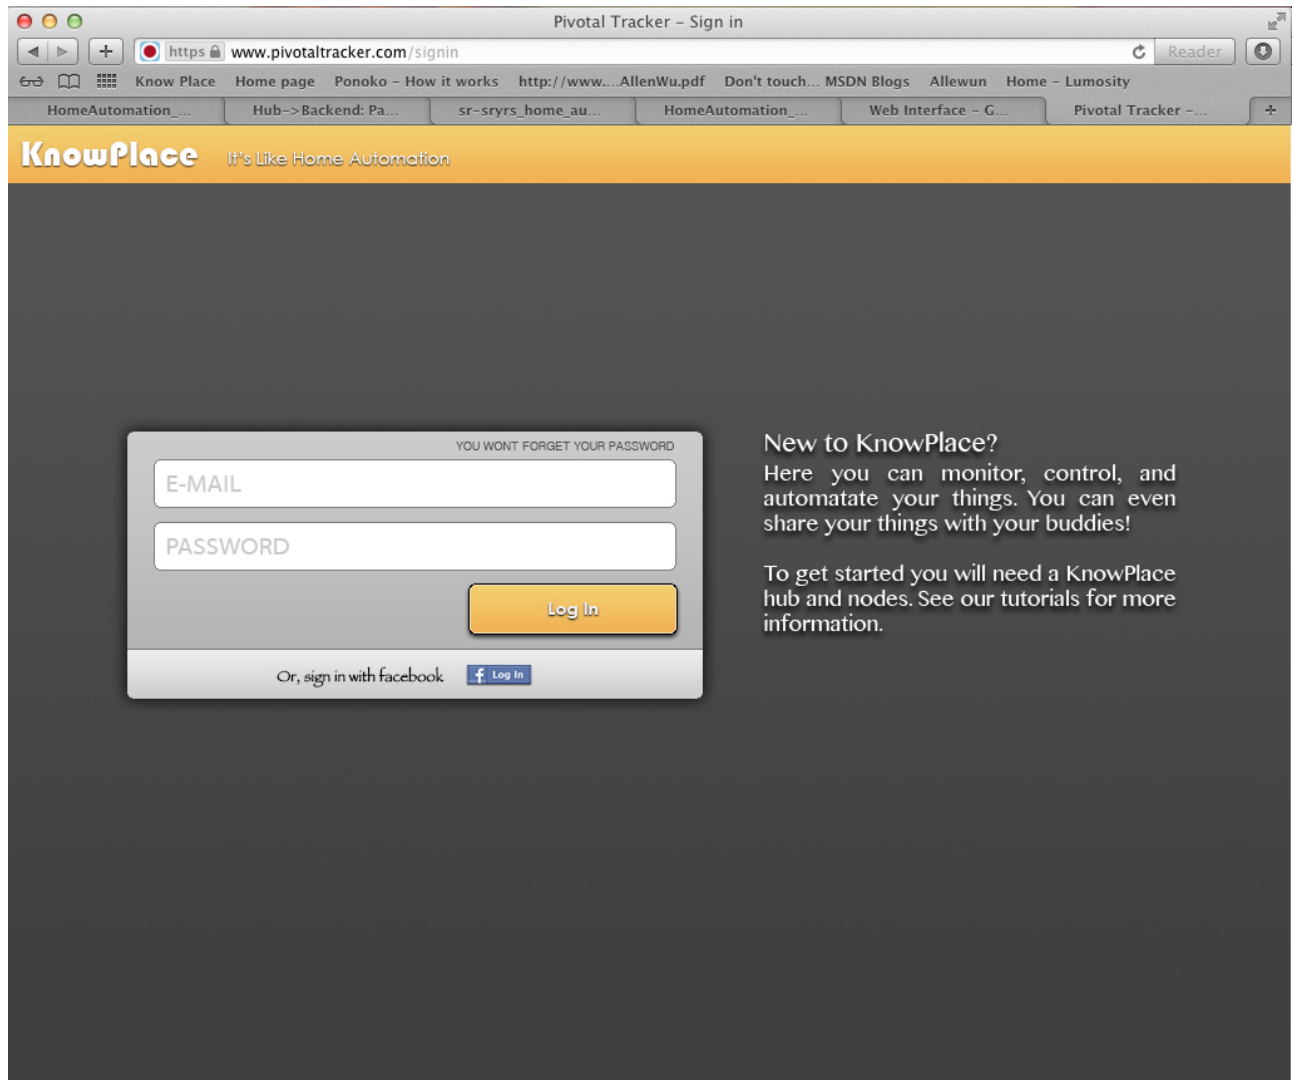 Pivotal Tracker – Sign in
https www.pivotaltracker.com/signin Reader
Know Place Home page Ponoko – How it works http://www....AllenWu.pdf Don't touch... MSDN Blogs Allewun Home – Lumosity
HomeAutomation_... Hub->Backend: Pa... sr-sryrs_home_au... HomeAutomation_... Web Interface – G... Pivotal Tracker –...
KnowPlace It's Like Home Automation
YOU WONT FORGET YOUR PASSWORD
E-MAIL
PASSWORD
Log In
Or, sign in with facebook f Log In
New to KnowPlace?
Here you can monitor, control, and
automatate your things. You can even
share your things with your buddies!
To get started you will need a KnowPlace
hub and nodes. See our tutorials for more
information.